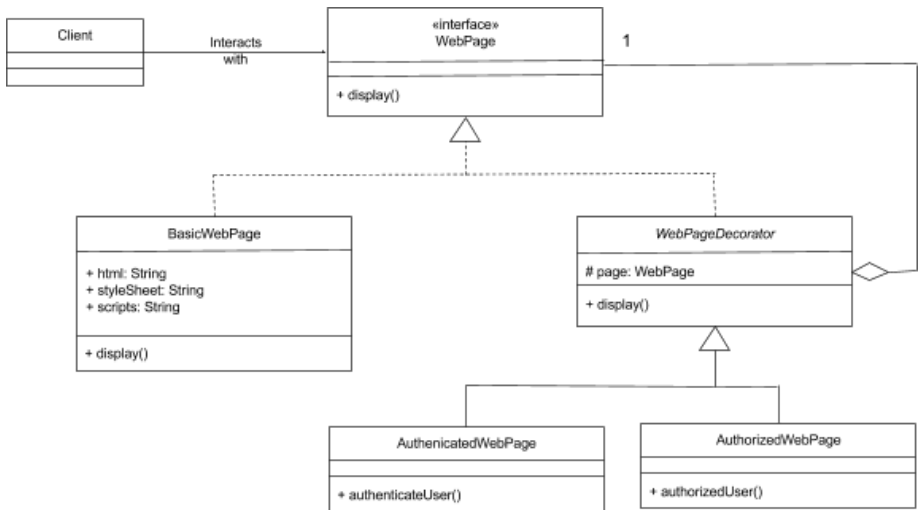 Client
Interacts
with
«interface»
WebPage
1
+ display()
BasicWebPage
+ html: String
+ styleSheet: String
+ scripts: String
+ display()
WebPageDecorator
# page: WebPage
+ display()
AuthenicatedWebPage
+ authenticateUser()
AuthorizedWebPage
+ authorizedUser()